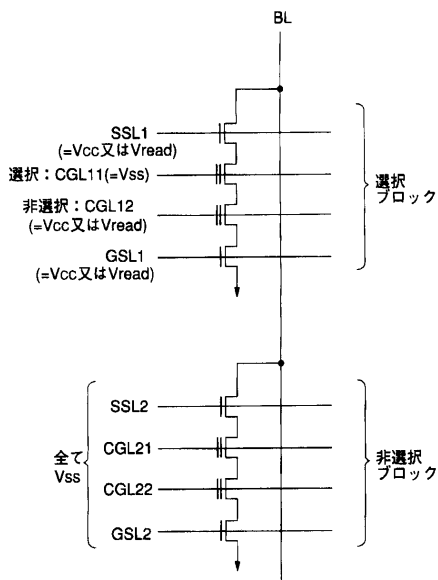 BL
SSL1
(=Vcc又はVread)
選択：CGL11(=Vss)
非選択：CGL12
(=Vcc又はVread)
GSL1
(=Vcc又はVread)
選択
ブロック
SSL2
CGL21
CGL22
GSL2
全て
Vss
非選択
ブロック